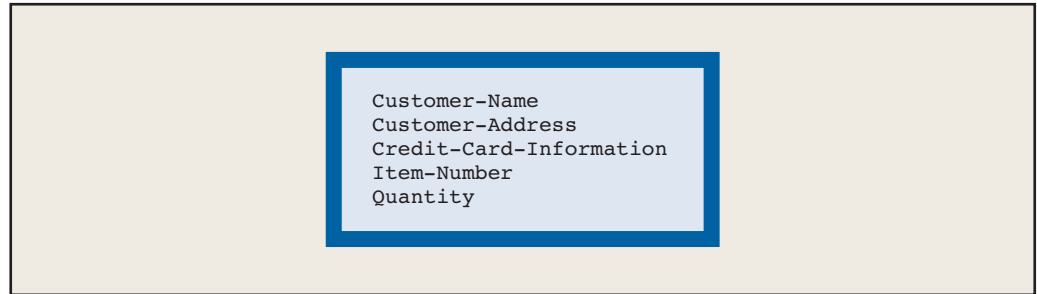 Customer-Name
Customer-Address
Credit-Card-Information
Item-Number
Quantity